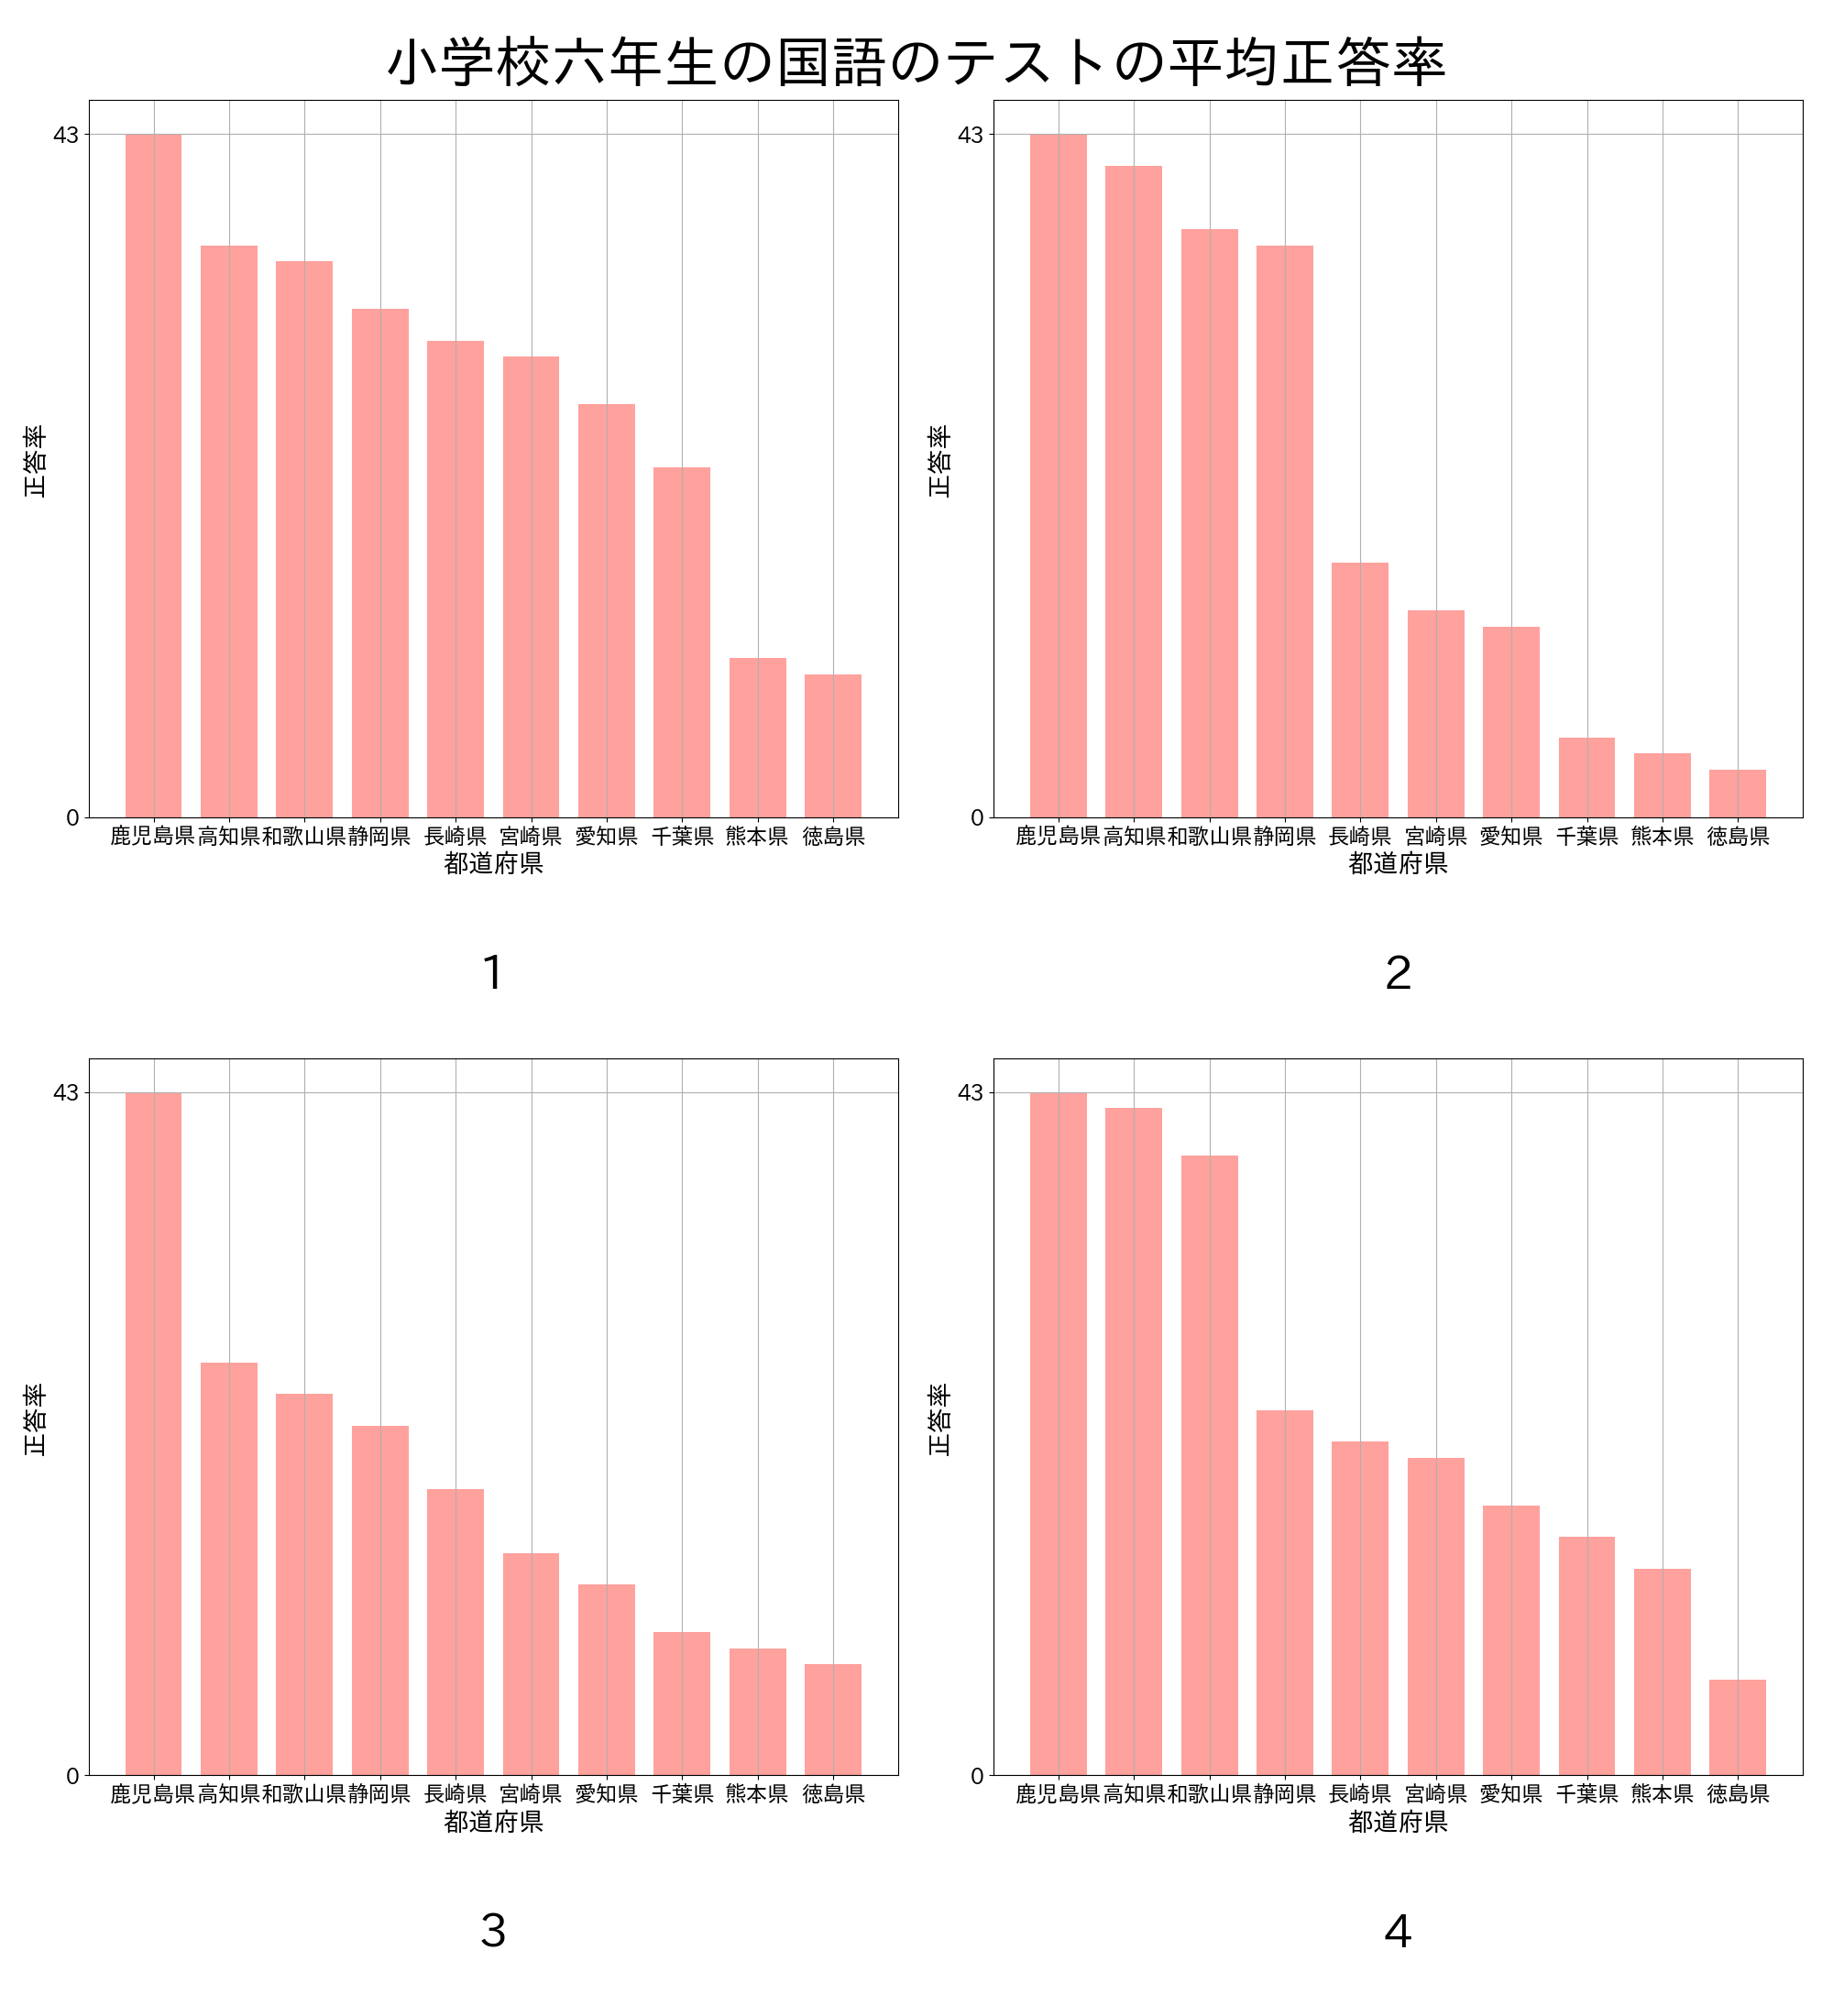 小学校六年生の国語のテストの平均正答率
43
0
正答率
鹿児島県 高知県 和歌山県 静岡県 長崎県 宮崎県 愛知県 千葉県 熊本県 徳島県
都道府県
1
43
0
正答率
鹿児島県 高知県 和歌山県 静岡県 長崎県 宮崎県 愛知県 千葉県 熊本県 徳島県
都道府県
2
43
0
正答率
鹿児島県 高知県 和歌山県 静岡県 長崎県 宮崎県 愛知県 千葉県 熊本県 徳島県
都道府県
3
43
0
正答率
鹿児島県 高知県 和歌山県 静岡県 長崎県 宮崎県 愛知県 千葉県 熊本県 徳島県
都道府県
4